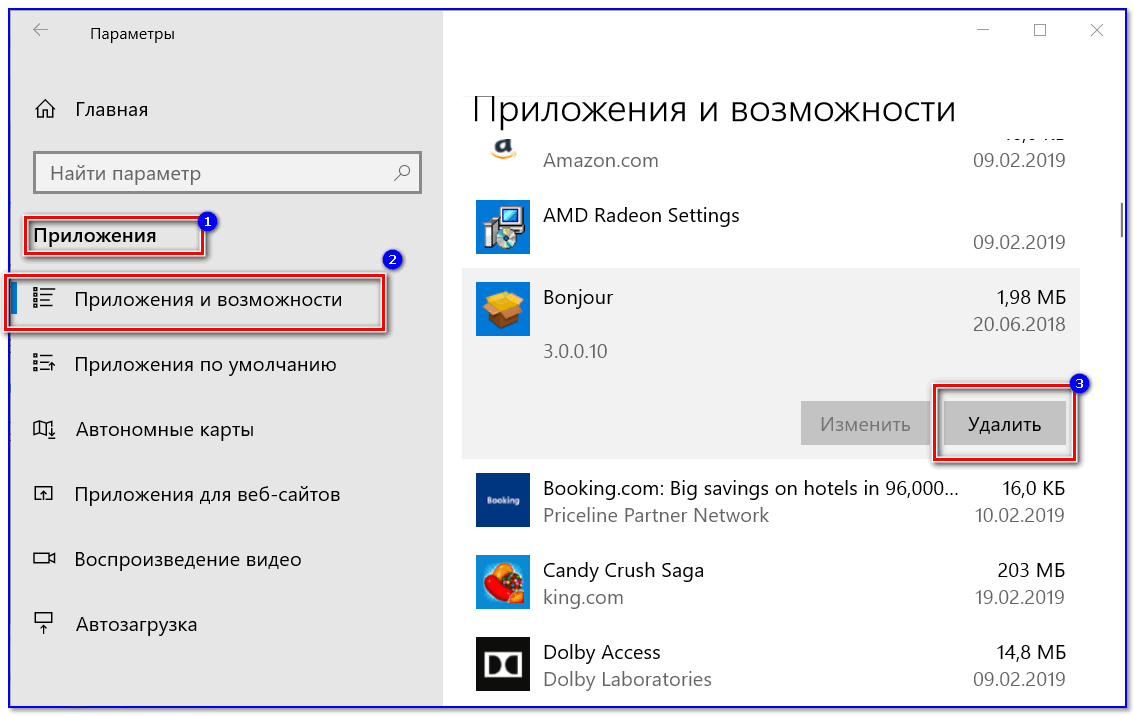 Параметры
Главная
Найти параметр
Приложения
1
2
Приложения и возможности
Приложения по умолчанию
Автономные карты
Приложения для веб-сайтов
Воспроизведение видео
Автозагрузка
Приложения и возможности
a
Amazon.com 09.02.2019
AMD Radeon Settings
09.02.2019
Bonjour 1,98 МБ
20.06.2018
3.0.0.10
3
Изменить Удалить
Booking
Booking.com: Big savings on hotels in 96,000... 16,0 КБ
Priceline Partner Network 10.02.2019
Candy Crush Saga 203 МБ
king.com 19.02.2019
Dolby Access 14,8 МБ
Dolby Laboratories 09.02.2019